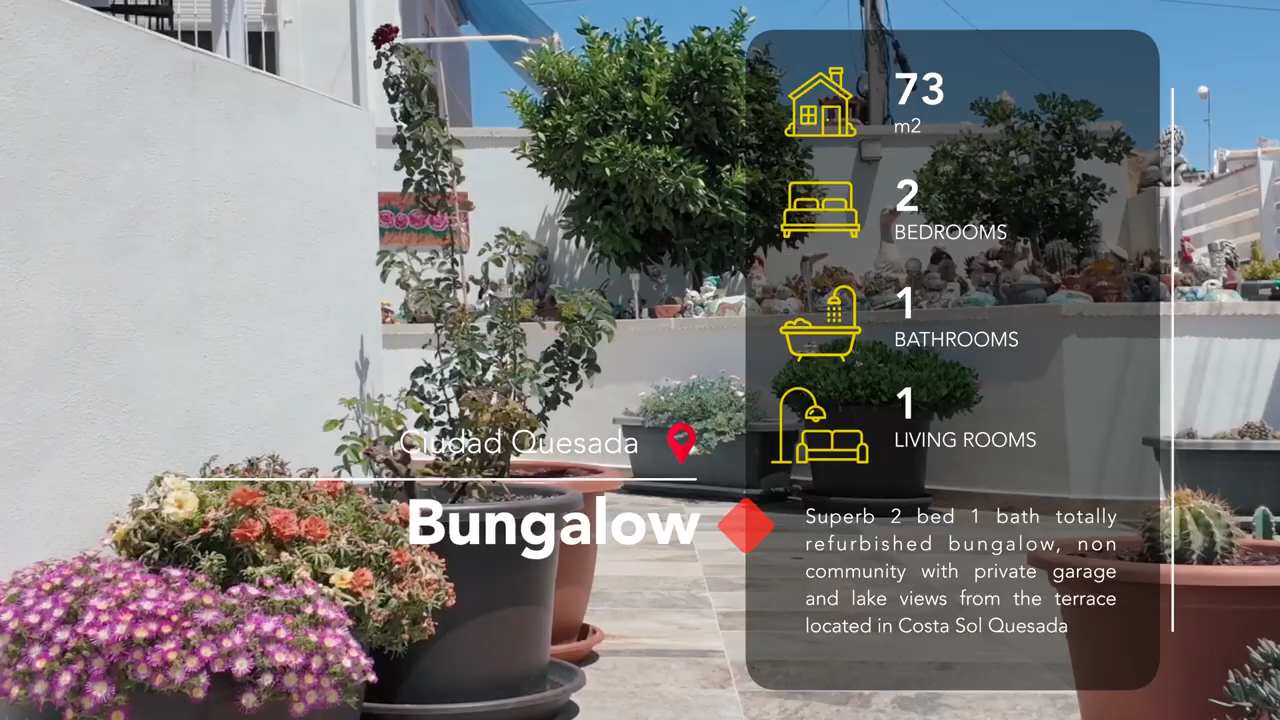 Ciudad Quesada
Bungalow
73
m2
2
BEDROOMS
1
BATHROOMS
1
LIVING ROOMS
Superb 2 bed 1 bath totally
refurbished bungalow, non
community with private garage
and lake views from the terrace
located in Costa Sol Quesada